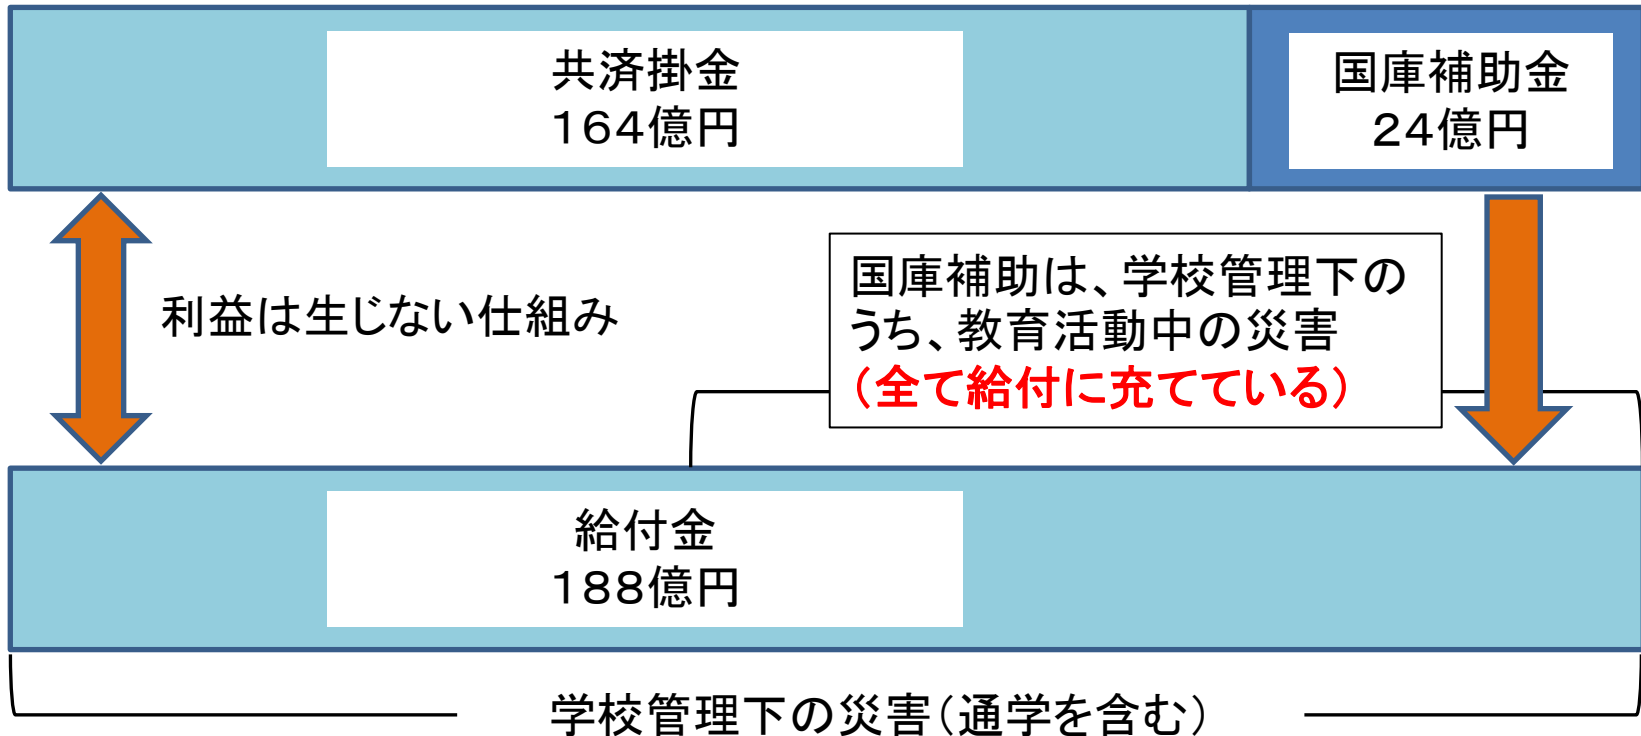 共済掛金
164億円
国庫補助金
24億円
利益は生じない仕組み
国庫補助は、学校管理下の
うち、教育活動中の災害
（全て給付に充てている）
給付金
188億円
学校管理下の災害（通学を含む）